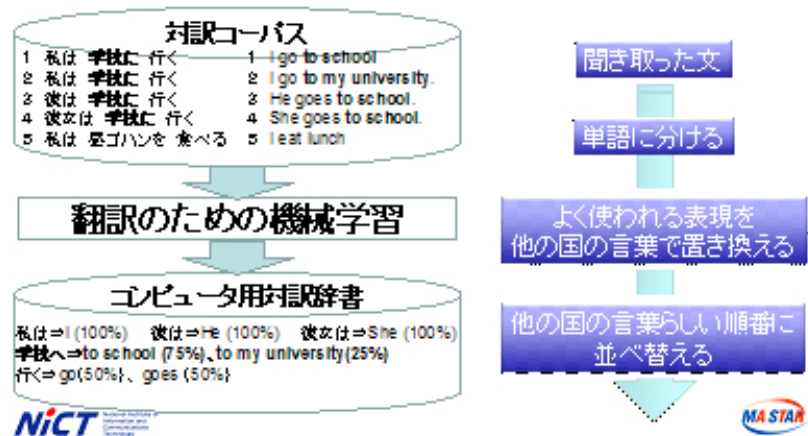 対訳コーパス
1 私は 学校に 行く 1 I go to school
2 私は 学校に 行く 2 I go to my university.
3 彼は 学校に 行く 3 He goes to school.
4 彼女は 学校に 行く 4 She goes to school.
5 私は 昼ゴハンを 食べる 5 I eat lunch
翻訳のための機械学習
コンピュータ用対訳辞書
私は⇒I (100%) 彼は⇒He (100%) 彼女は⇒She (100%)
学校へ⇒to school (75%)、to my university(25%)
行く⇒go(50%)、goes (50%)
NiCT National Institute of
Information and
Communications
Technology
聞き取った文
単語に分ける
よく使われる表現を
他の国の言葉で置き換える
他の国の言葉らしい順番に
並べ替える
MASTAR